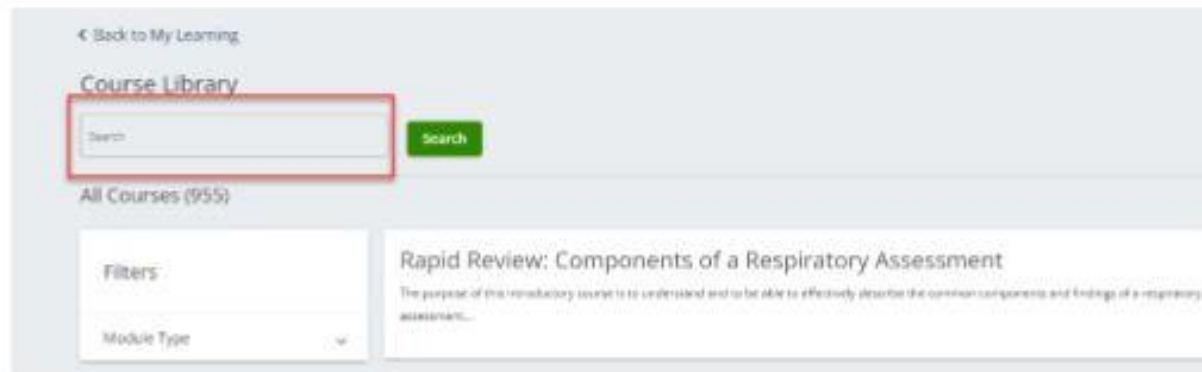 Back to My Learning
Course Library
Search
Search
All Courses (955)
Filters
Module Type
Rapid Review: Components of a Respiratory Assessment
The purpose of this introductory course is to understand and to be able to effectively describe the common components and findings of a respiratory
assessment...